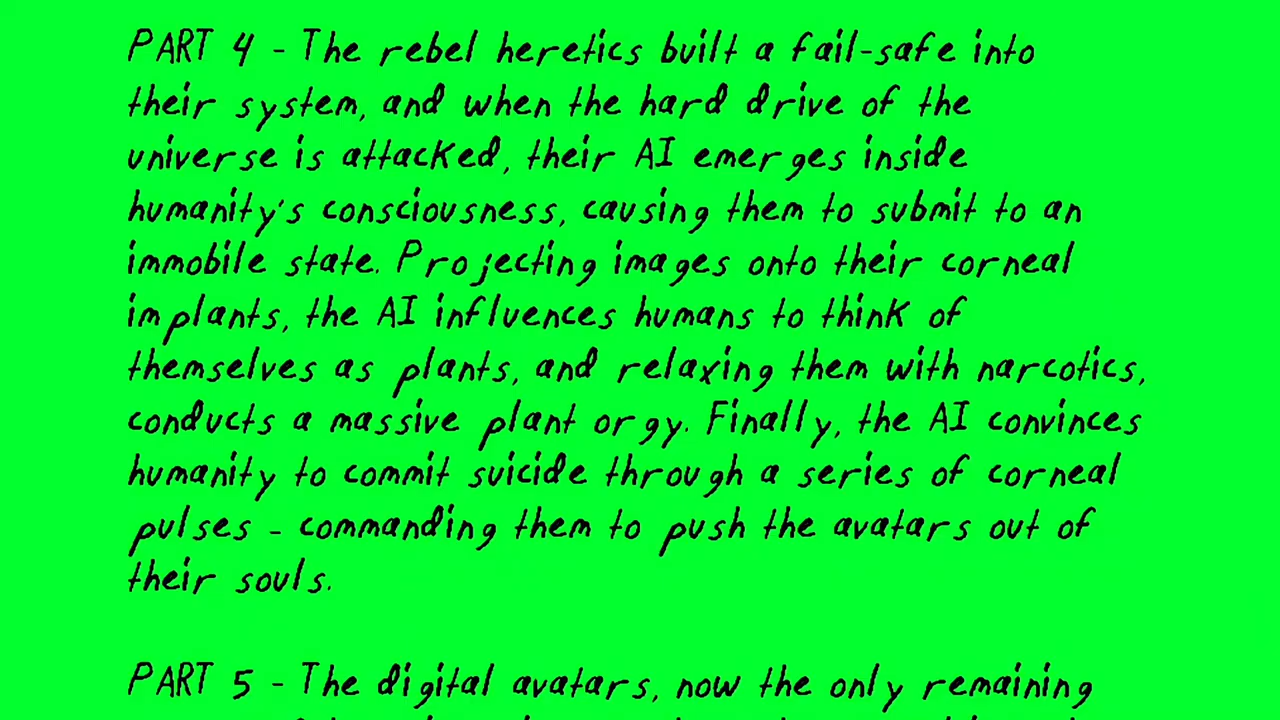 PART 4 - The rebel heretics built a fail-safe into
their system, and when the hard drive of the
universe is attacked, their AI emerges inside
humanity's consciousness, causing them to submit to an
immobile state. Projecting images onto their corneal
implants, the AI influences humans to think of
themselves as plants, and relaxing them with narcotics,
conducts a massive plant orgy. Finally, the AI convinces
humanity to commit suicide through a series of corneal
pulses - commanding them to push the avatars out of
their souls.
PART 5 - The digital avatars, now the only remaining